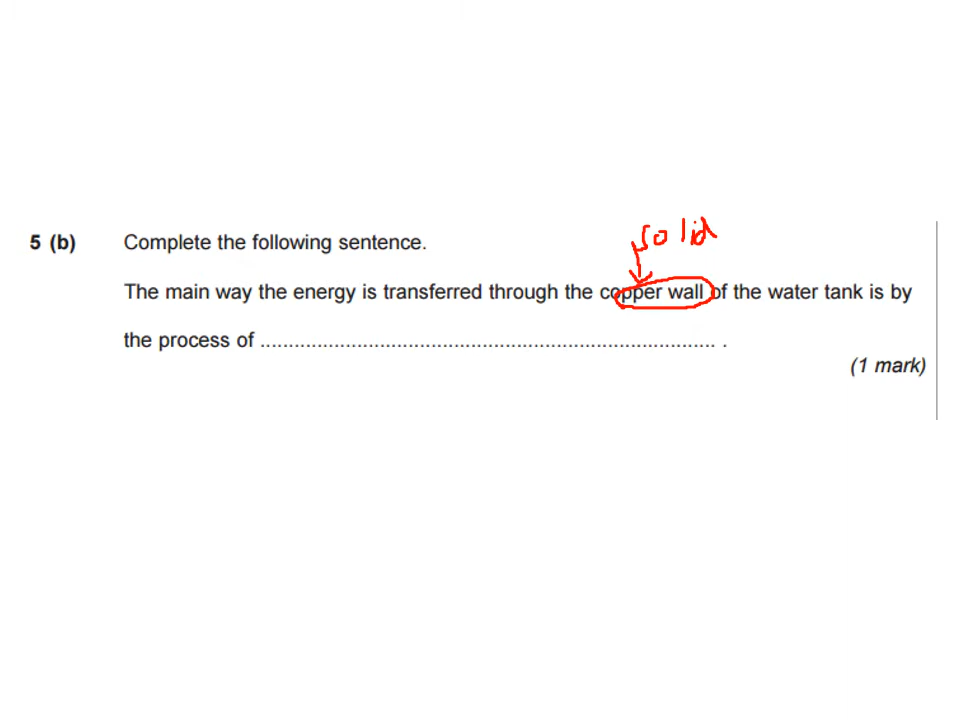 solid
5 (b) Complete the following sentence.
The main way the energy is transferred through the copper wall of the water tank is by
the process of ................................................................................ .
(1 mark)